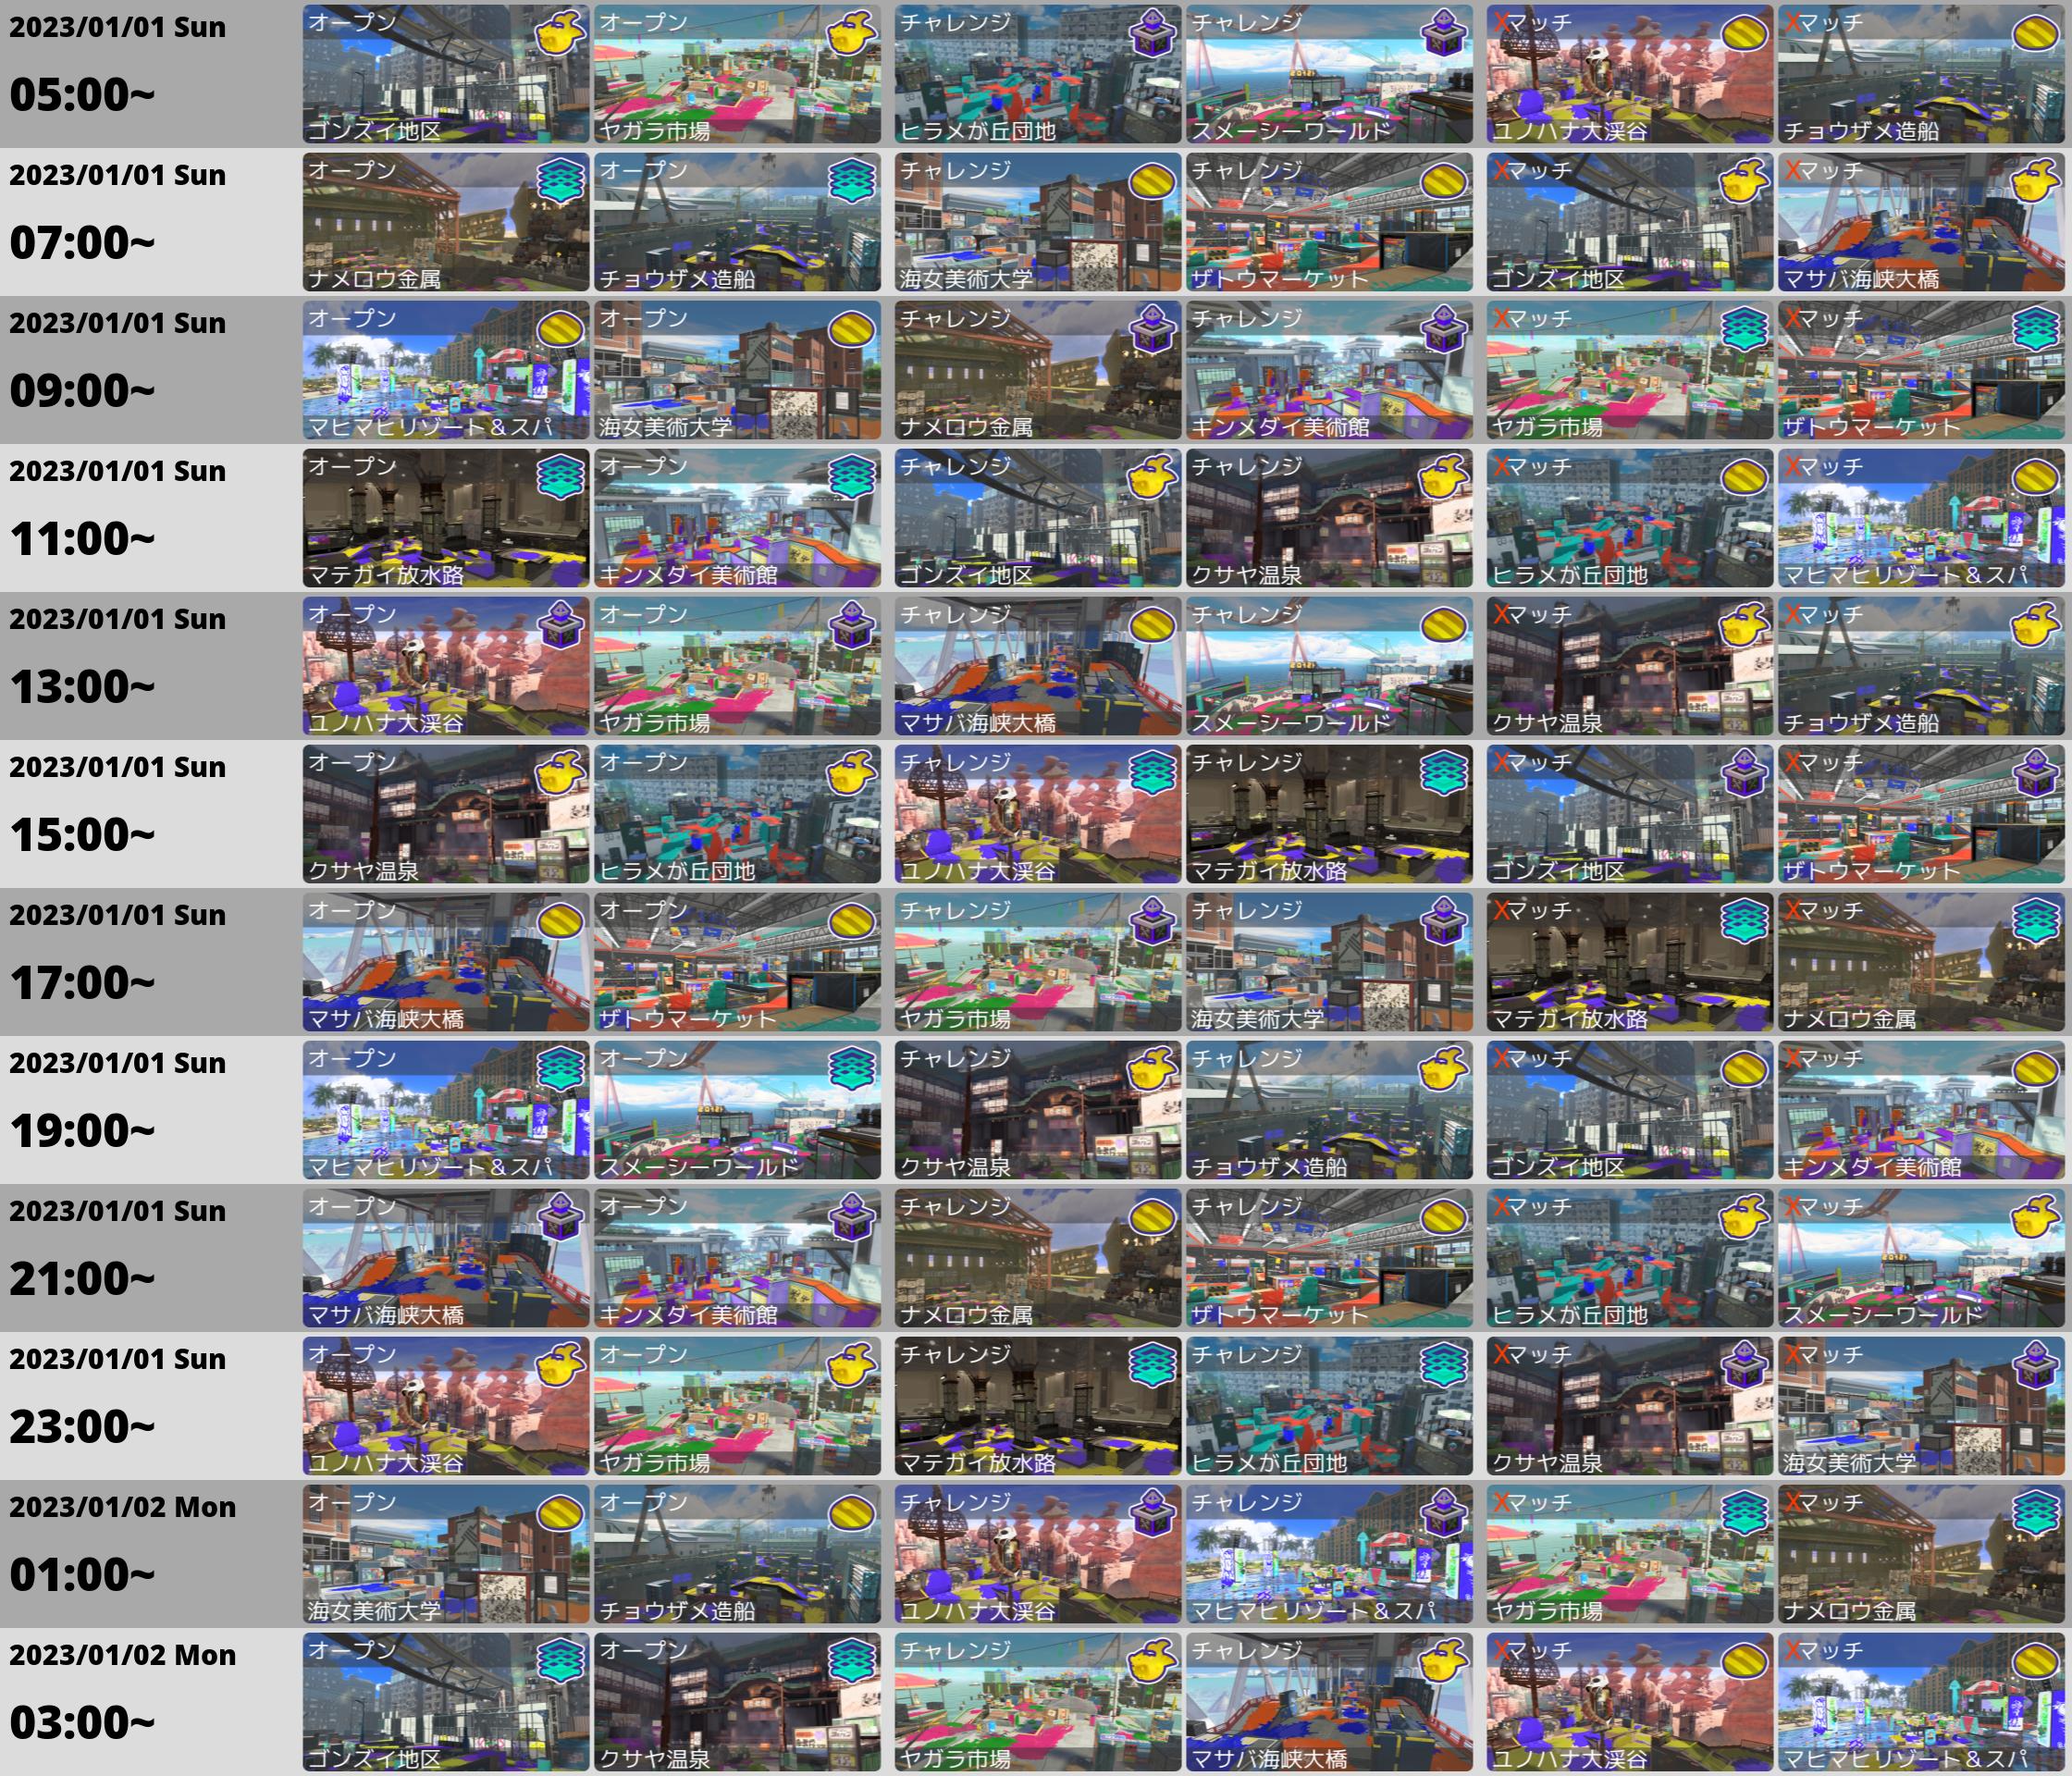 2023/01/01 Sun
05:00~
オープン オープン チャレンジ チャレンジ Xマッチ Xマッチ
ゴンズイ地区 ヤガラ市場 ヒラメが丘団地 スメーシーワールド ユノハナ大渓谷 チョウザメ造船
2023/01/01 Sun
07:00~
オープン オープン チャレンジ チャレンジ Xマッチ Xマッチ
ナメロウ金属 チョウザメ造船 海女美術大学 ザトウマーケット ゴンズイ地区 マサバ海峡大橋
2023/01/01 Sun
09:00~
オープン オープン チャレンジ チャレンジ Xマッチ Xマッチ
マヒマヒリゾート&スパ 海女美術大学 ナメロウ金属 キンメダイ美術館 ヤガラ市場 ザトウマーケット
2023/01/01 Sun
11:00~
オープン オープン チャレンジ チャレンジ Xマッチ Xマッチ
マテガイ放水路 キンメダイ美術館 ゴンズイ地区 クサヤ温泉 ヒラメが丘団地 マヒマヒリゾート&スパ
2023/01/01 Sun
13:00~
オープン オープン チャレンジ チャレンジ Xマッチ Xマッチ
ユノハナ大渓谷 ヤガラ市場 マサバ海峡大橋 スメーシーワールド クサヤ温泉 チョウザメ造船
2023/01/01 Sun
15:00~
オープン オープン チャレンジ チャレンジ Xマッチ Xマッチ
クサヤ温泉 ヒラメが丘団地 ユノハナ大渓谷 マテガイ放水路 ゴンズイ地区 ザトウマーケット
2023/01/01 Sun
17:00~
オープン オープン チャレンジ チャレンジ Xマッチ Xマッチ
マサバ海峡大橋 ザトウマーケット ヤガラ市場 海女美術大学 マテガイ放水路 ナメロウ金属
2023/01/01 Sun
19:00~
オープン オープン チャレンジ チャレンジ Xマッチ Xマッチ
マヒマヒリゾート&スパ スメーシーワールド クサヤ温泉 チョウザメ造船 ゴンズイ地区 キンメダイ美術館
2023/01/01 Sun
21:00~
オープン オープン チャレンジ チャレンジ Xマッチ Xマッチ
マサバ海峡大橋 キンメダイ美術館 ナメロウ金属 ザトウマーケット ヒラメが丘団地 スメーシーワールド
2023/01/01 Sun
23:00~
オープン オープン チャレンジ チャレンジ Xマッチ Xマッチ
ユノハナ大渓谷 ヤガラ市場 マテガイ放水路 ヒラメが丘団地 クサヤ温泉 海女美術大学
2023/01/02 Mon
01:00~
オープン オープン チャレンジ チャレンジ Xマッチ Xマッチ
海女美術大学 チョウザメ造船 ユノハナ大渓谷 マヒマヒリゾート&スパ ヤガラ市場 ナメロウ金属
2023/01/02 Mon
03:00~
オープン オープン チャレンジ チャレンジ Xマッチ Xマッチ
ゴンズイ地区 クサヤ温泉 ヤガラ市場 マサバ海峡大橋 ユノハナ大渓谷 マヒマヒリゾート&スパ